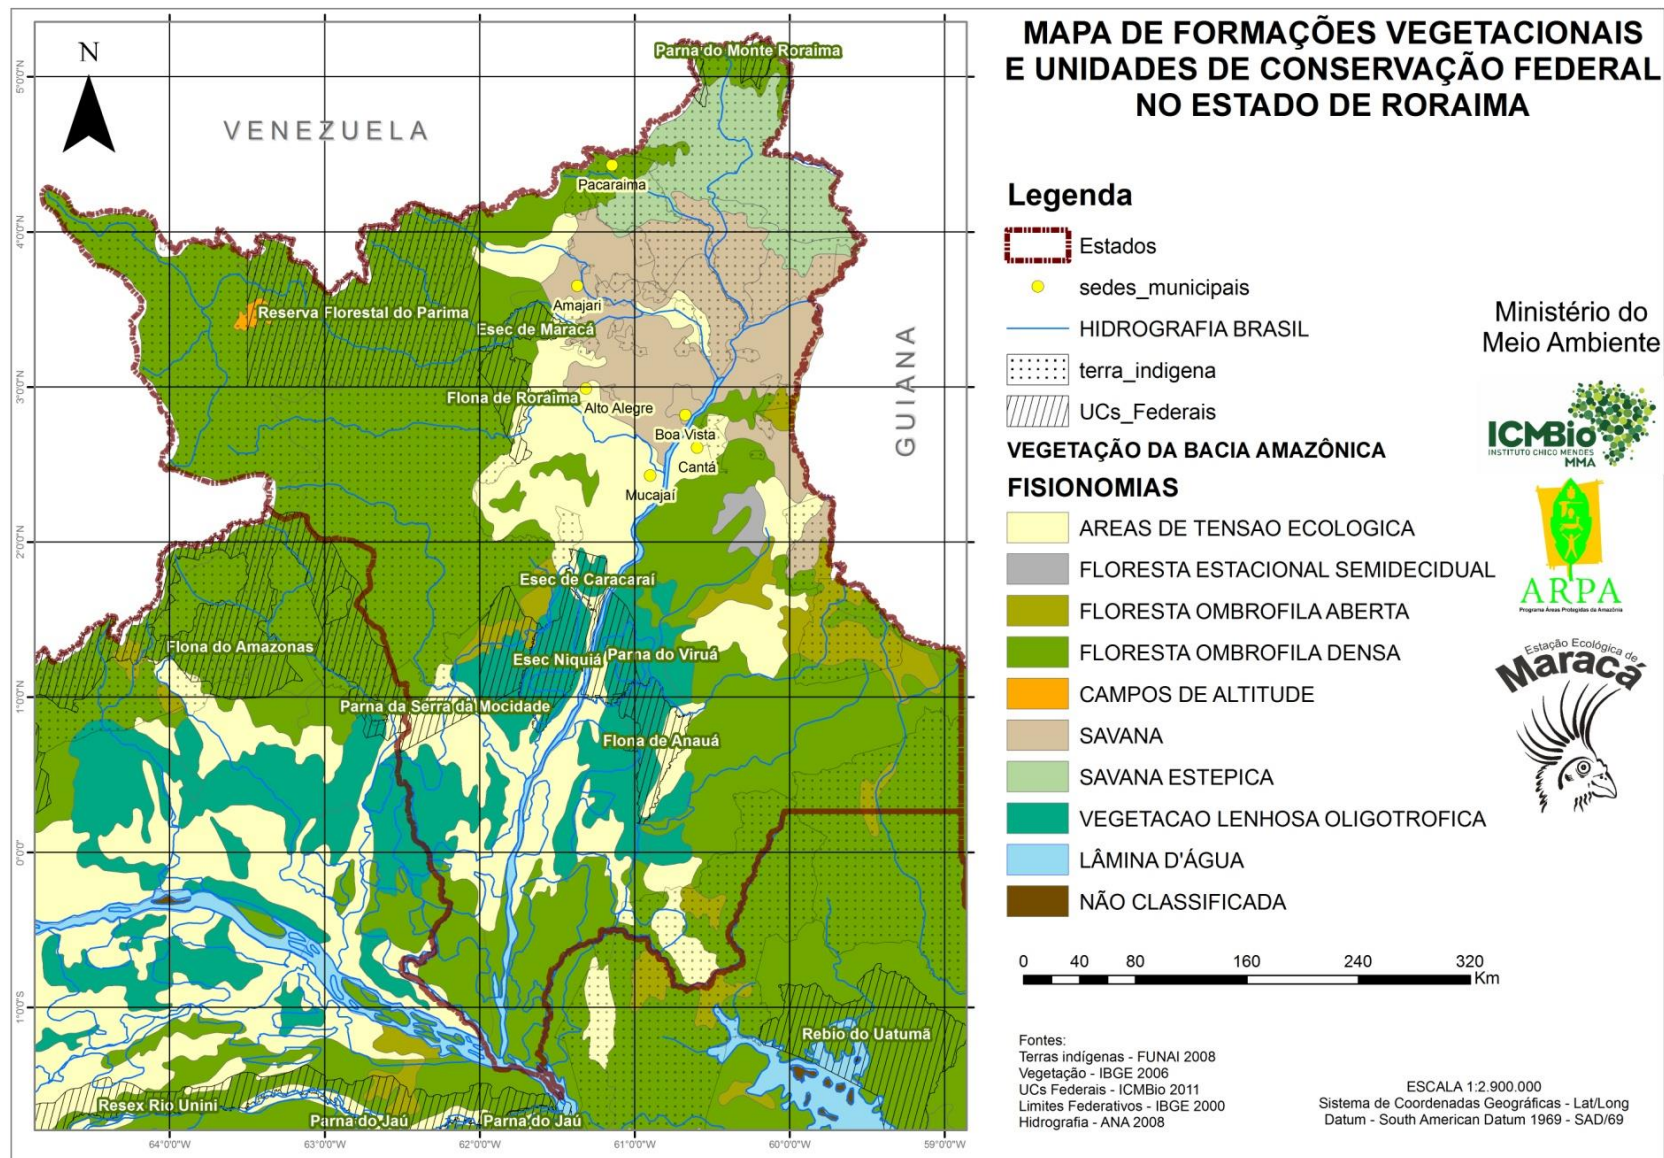 MAPA DE FORMAÇÕES VEGETACIONAIS
E UNIDADES DE CONSERVAÇÃO FEDERAL
NO ESTADO DE RORAIMA
N
VENEZUELA
GUIANA
Parna do Monte Roraima
Pacaraima
Amajari
Reserva Florestal do Parima
Esec de Maracá
Flona de Roraima
Alto Alegre
Boa Vista
Cantá
Mucajaí
Esec de Caracaraí
Flona do Amazonas
Esec Niquiá
Parna do Viruá
Parna da Serra da Mocidade
Flona de Anauá
Rebio do Uatumã
Resex Rio Unini
Parna do Jaú
Parna do Jaú
5°0'0"N
4°0'0"N
3°0'0"N
2°0'0"N
1°0'0"N
0°0'0"
1°0'0"S
64°0'0"W
63°0'0"W
62°0'0"W
61°0'0"W
60°0'0"W
59°0'0"W
Legenda
Estados
sedes_municipais
HIDROGRAFIA BRASIL
terra_indigena
UCs_Federais
VEGETAÇÃO DA BACIA AMAZÔNICA
FISIONOMIAS
AREAS DE TENSAO ECOLOGICA
FLORESTA ESTACIONAL SEMIDECIDUAL
FLORESTA OMBROFILA ABERTA
FLORESTA OMBROFILA DENSA
CAMPOS DE ALTITUDE
SAVANA
SAVANA ESTEPICA
VEGETACAO LENHOSA OLIGOTROFICA
LÂMINA D'ÁGUA
NÃO CLASSIFICADA
Ministério do
Meio Ambiente
ICMBio
INSTITUTO CHICO MENDES
MMA
ARPA
Programa Áreas Protegidas da Amazônia
Estação Ecológica de
Maracá
0 40 80 160 240 320
Km
Fontes:
Terras indígenas - FUNAI 2008
Vegetação - IBGE 2006
UCs Federais - ICMBio 2011
Limites Federativos - IBGE 2000
Hidrografia - ANA 2008
ESCALA 1:2.900.000
Sistema de Coordenadas Geográficas - Lat/Long
Datum - South American Datum 1969 - SAD/69